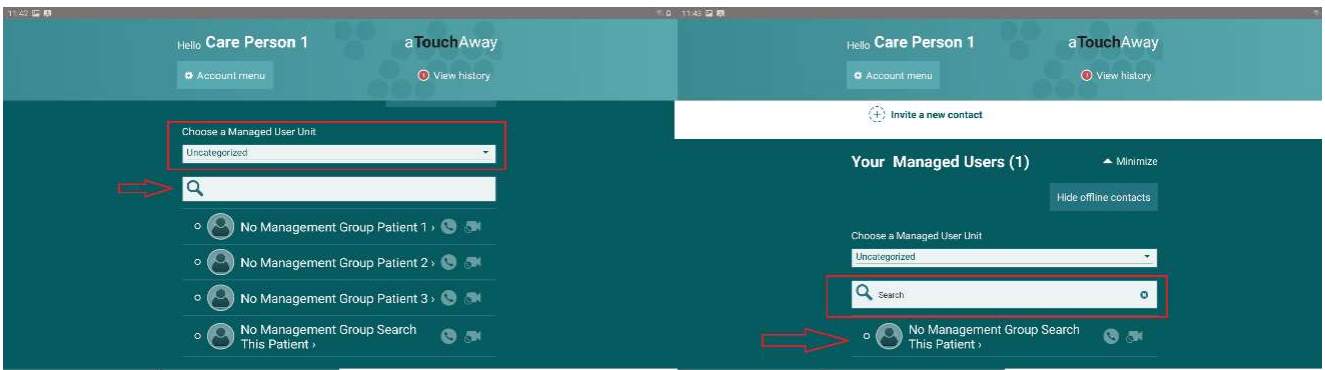 11:42
Hello Care Person 1
aTouchAway
Account menu
View history
Choose a Managed User Unit
Uncategorized
No Management Group Patient 1 ›
No Management Group Patient 2 ›
No Management Group Patient 3 ›
No Management Group Search
This Patient ›
11:43
Hello Care Person 1
aTouchAway
Account menu
View history
Invite a new contact
Your Managed Users (1)
Minimize
Hide offline contacts
Choose a Managed User Unit
Uncategorized
Search
No Management Group Search
This Patient ›